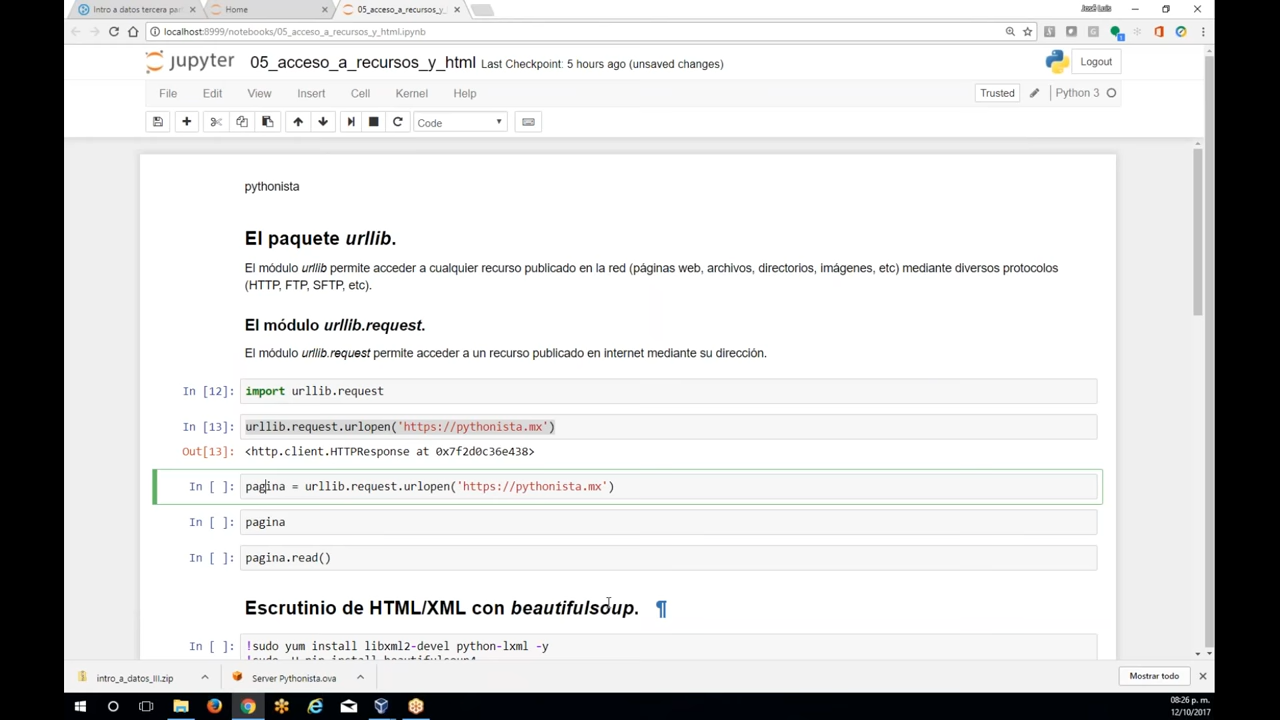 Intro a datos tercera par
Home
05_acceso_a_recursos_y_
José Luis
localhost:8999/notebooks/05_acceso_a_recursos_y_html.ipynb
jupyter 05_acceso_a_recursos_y_html Last Checkpoint: 5 hours ago (unsaved changes)
Logout
File Edit View Insert Cell Kernel Help
Trusted
Python 3
Code
pythonista
El paquete urllib.
El módulo urllib permite acceder a cualquier recurso publicado en la red (páginas web, archivos, directorios, imágenes, etc) mediante diversos protocolos
(HTTP, FTP, SFTP, etc).
El módulo urllib.request.
El módulo urllib.request permite acceder a un recurso publicado en internet mediante su dirección.
In [12]: import urllib.request
In [13]: urllib.request.urlopen('https://pythonista.mx')
Out[13]: <http.client.HTTPResponse at 0x7f2d0c36e438>
In [ ]: pagina = urllib.request.urlopen('https://pythonista.mx')
In [ ]: pagina
In [ ]: pagina.read()
Escrutinio de HTML/XML con beautifulsoup. ¶
In [ ]: !sudo yum install libxml2-devel python-lxml -y
intro_a_datos_III.zip
Server Pythonista.ova
Mostrar todo
08:26 p. m.
12/10/2017